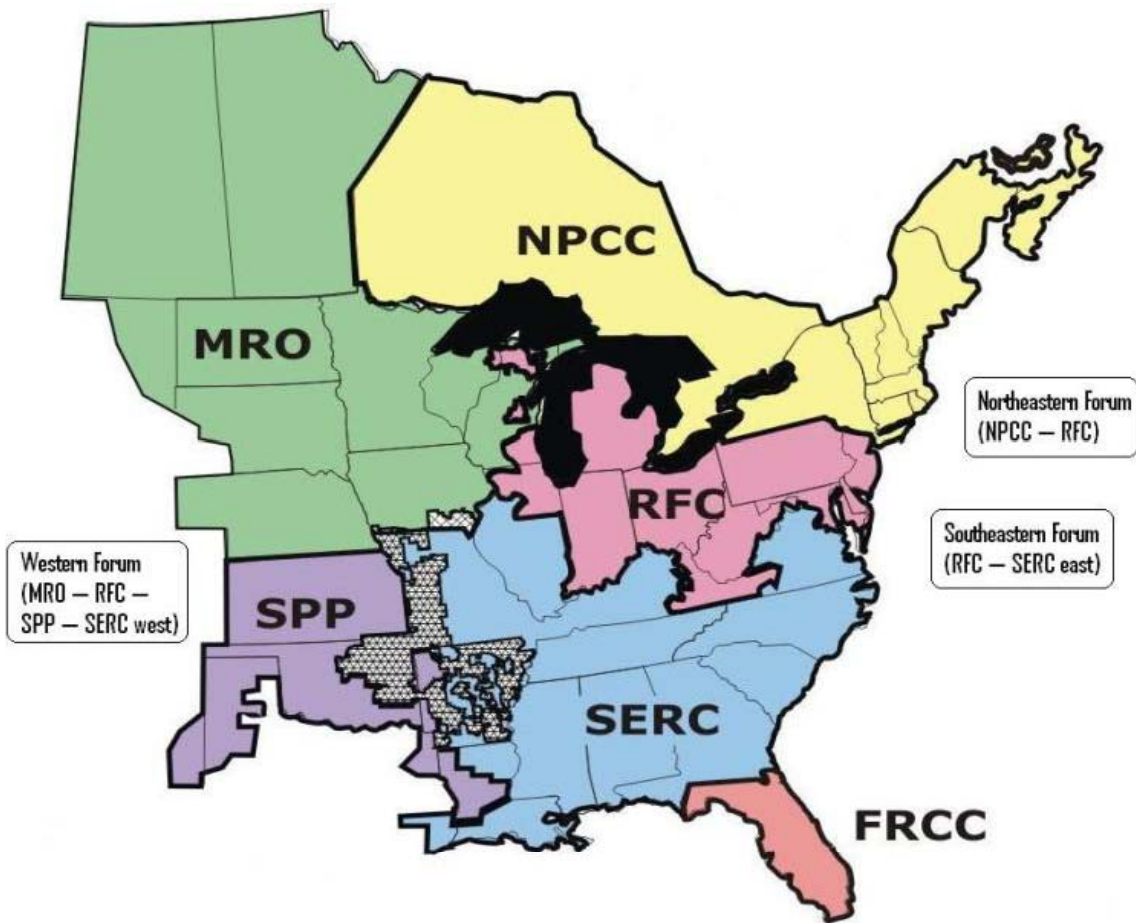 NPCC
MRO
Northeastern Forum
(NPCC – RFC)
RFC
Southeastern Forum
(RFC – SERC east)
Western Forum
(MRO – RFC –
SPP – SERC west)
SPP
SERC
FRCC